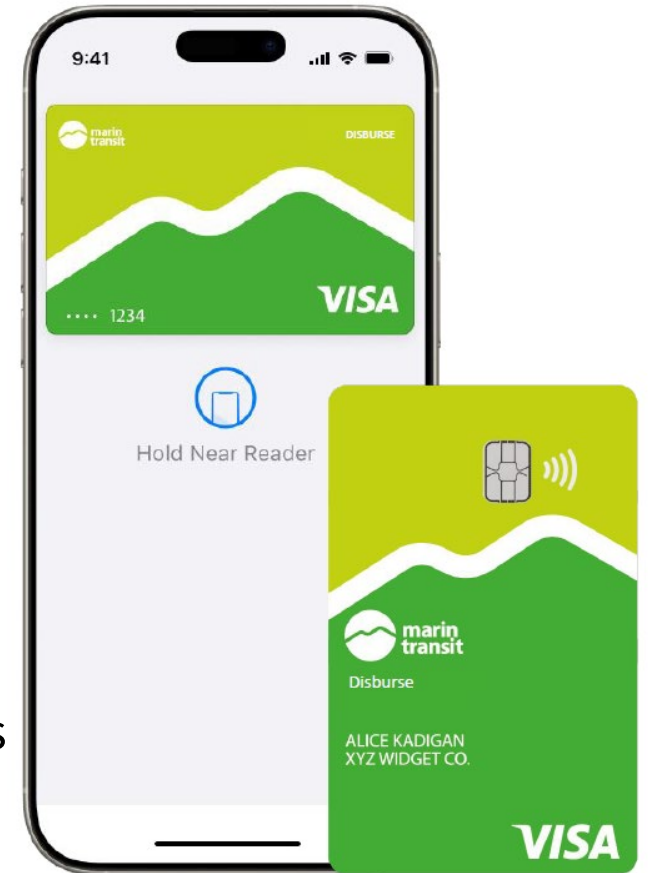 9:41
marin
transit
DISBURSE
VISA
.... 1234
Hold Near Reader
marin
transit
Disburse
ALICE KADIGAN
XYZ WIDGET CO.
VISA
s